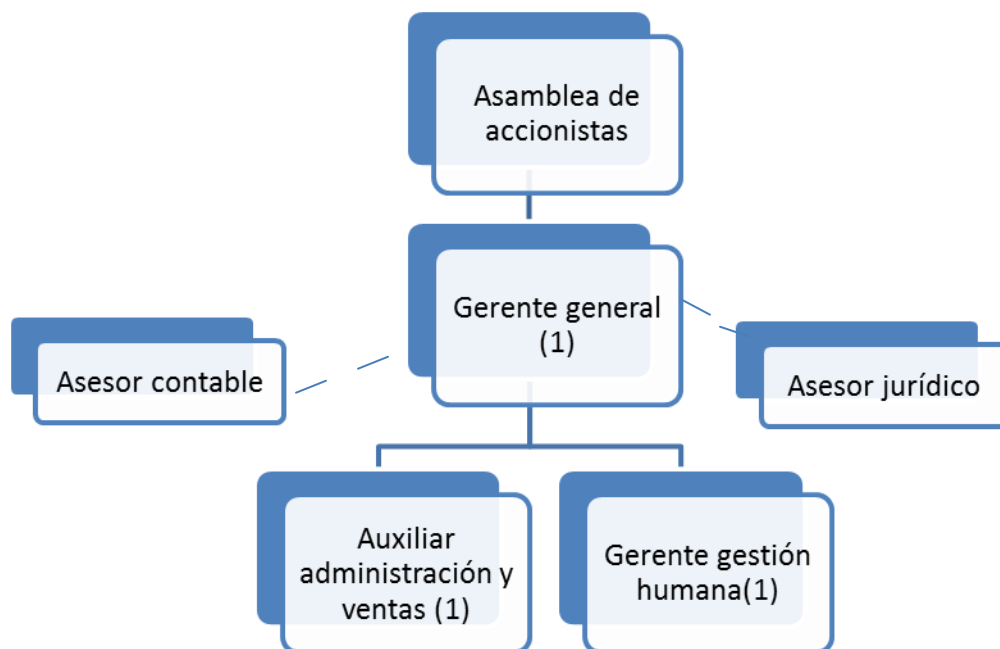 Asamblea de
accionistas
Gerente general
(1)
Asesor contable
Asesor jurídico
Auxiliar
administración y
ventas (1)
Gerente gestión
humana(1)